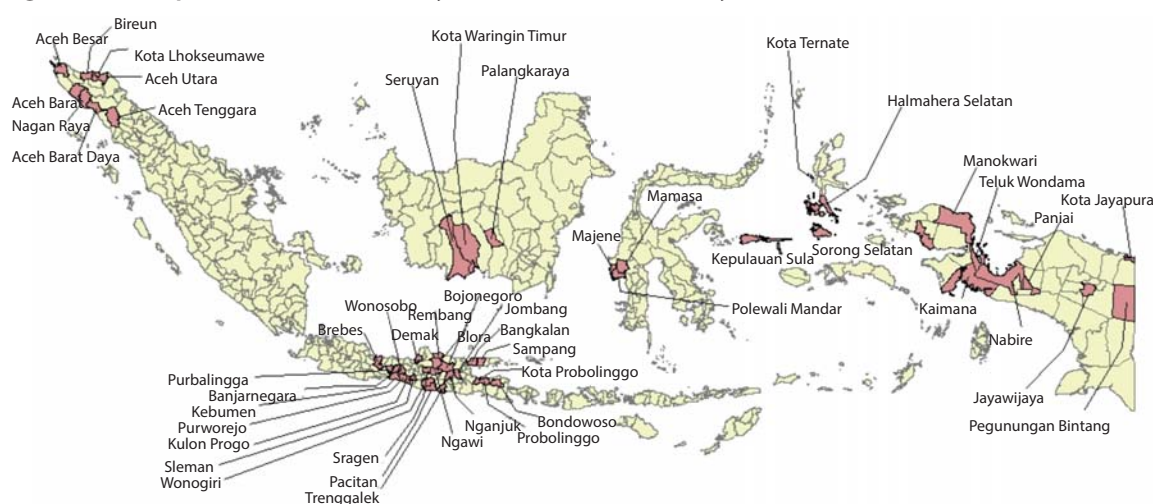 Bireun
Aceh Besar
Kota Lhokseumawe
Aceh Utara
Aceh Barat
Aceh Tenggara
Nagan Raya
Aceh Barat Daya
Kota Waringin Timur
Seruyan
Palangkaraya
Kota Ternate
Halmahera Selatan
Manokwari
Teluk Wondama
Kota Jayapura
Paniai
Mamasa
Majene
Kepulauan Sula
Sorong Selatan
Polewali Mandar
Kaimana
Nabire
Jayawijaya
Pegunungan Bintang
Bojonegoro
Wonosobo
Rembang
Jombang
Brebes
Demak
Blora
Bangkalan
Sampang
Kota Probolinggo
Purbalingga
Banjarnegara
Kebumen
Purworejo
Kulon Progo
Sleman
Wonogiri
Sragen
Pacitan
Trenggalek
Nganjuk
Ngawi
Bondowoso
Probolinggo